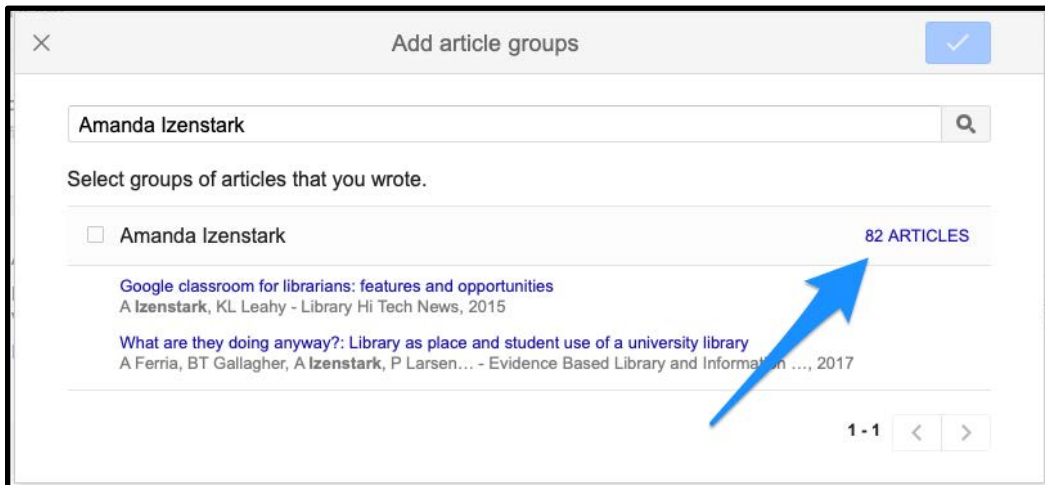 Add article groups
Amanda Izenstark
Select groups of articles that you wrote.
Amanda Izenstark 82 ARTICLES
Google classroom for librarians: features and opportunities
A Izenstark, KL Leahy - Library Hi Tech News, 2015
What are they doing anyway?: Library as place and student use of a university library
A Ferria, BT Gallagher, A Izenstark, P Larsen… - Evidence Based Library and Information …, 2017
1 - 1